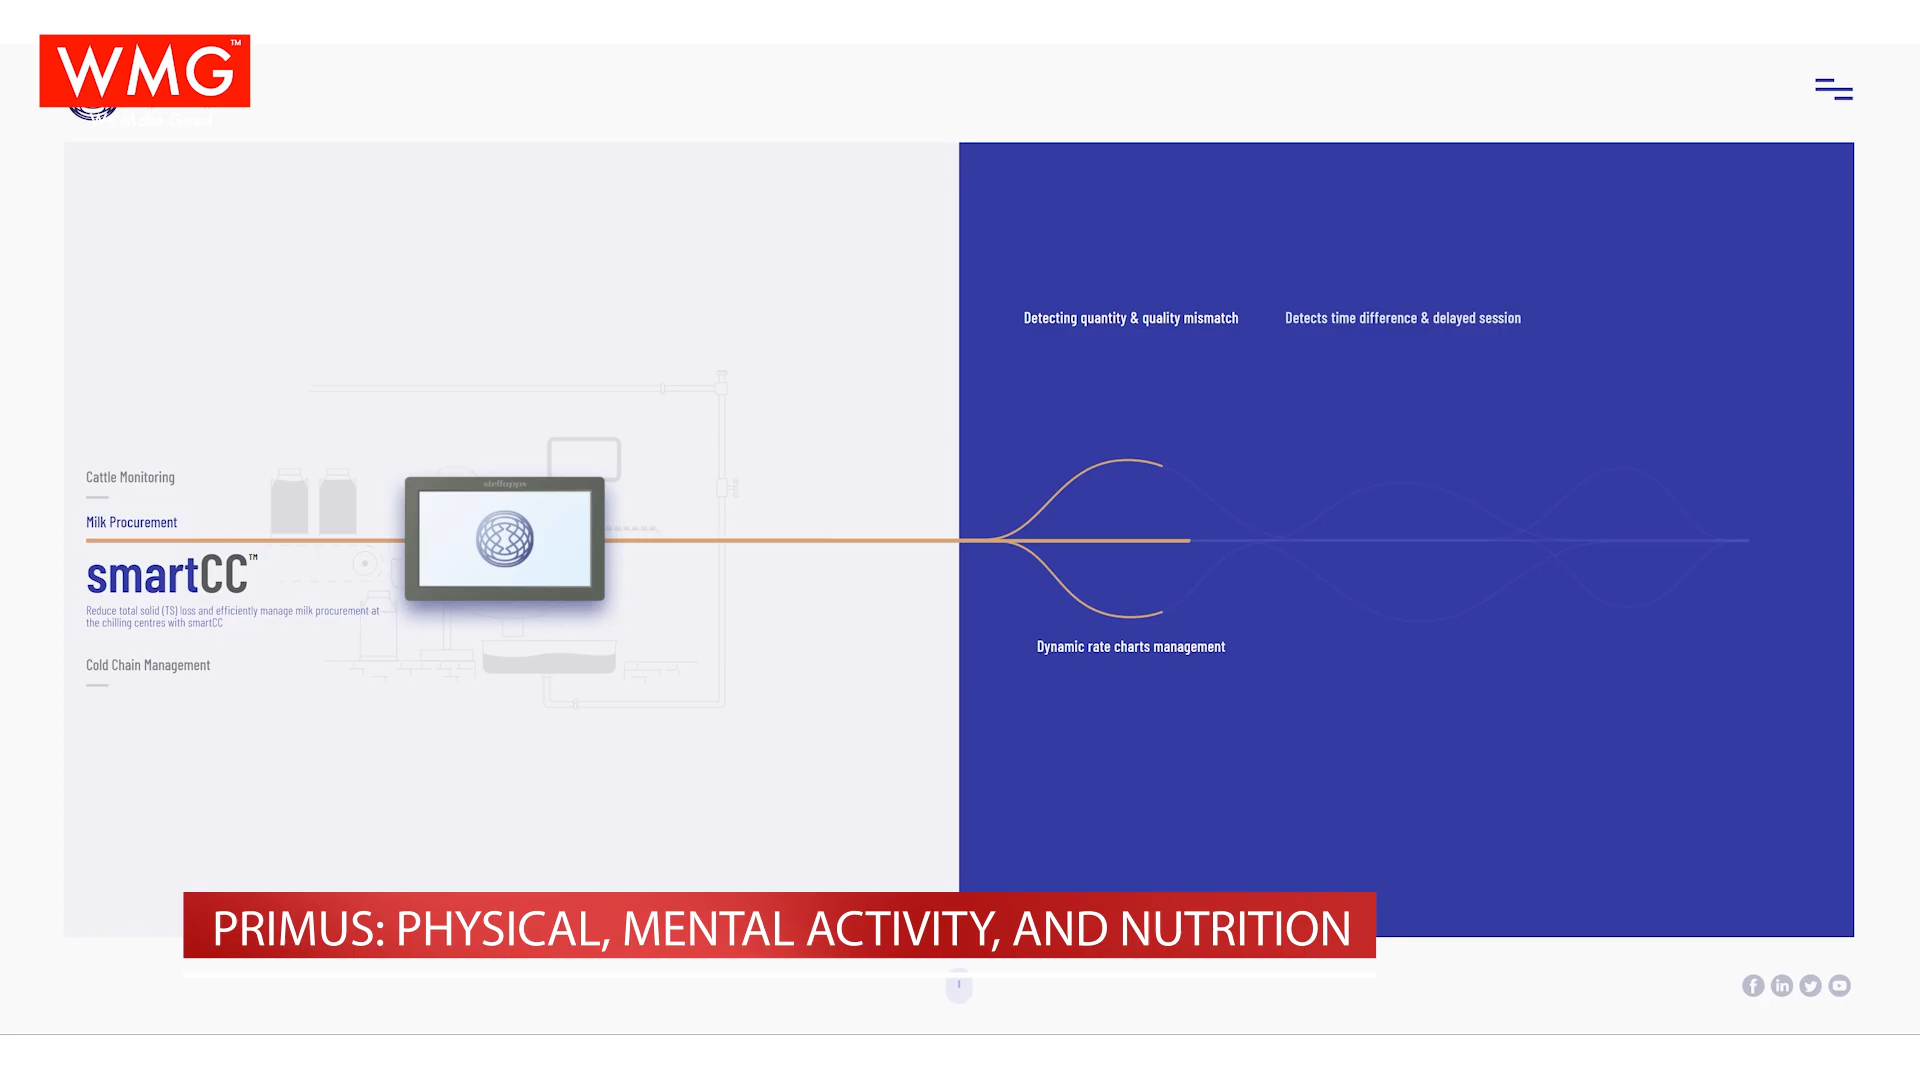 WMG™
Detecting quantity & quality mismatch
Detects time difference & delayed session
Cattle Monitoring
stellapps
Milk Procurement
smartCC™
Reduce total solid (TS) loss and efficiently manage milk procurement at
the chilling centres with smartCC
Dynamic rate charts management
Cold Chain Management
PRIMUS: PHYSICAL, MENTAL ACTIVITY, AND NUTRITION